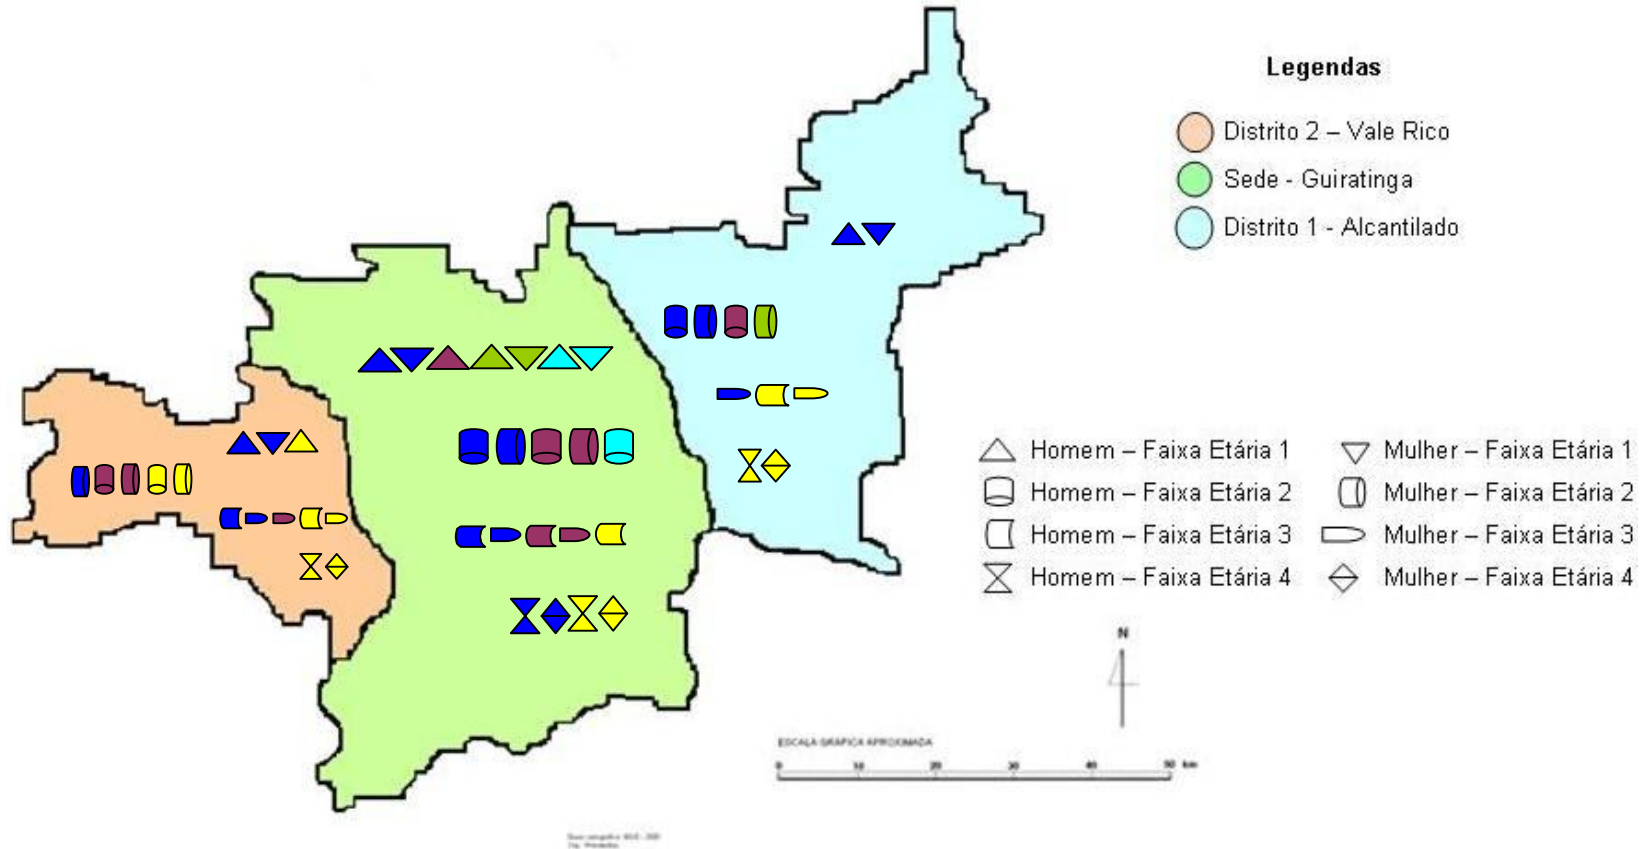 Legendas
Distrito 2 – Vale Rico
Sede - Guiratinga
Distrito 1 - Alcantilado
Homem – Faixa Etária 1
Mulher – Faixa Etária 1
Homem – Faixa Etária 2
Mulher – Faixa Etária 2
Homem – Faixa Etária 3
Mulher – Faixa Etária 3
Homem – Faixa Etária 4
Mulher – Faixa Etária 4
N
ESCALA GRÁFICA APROXIMADA
0 10 20 30 40 50 km